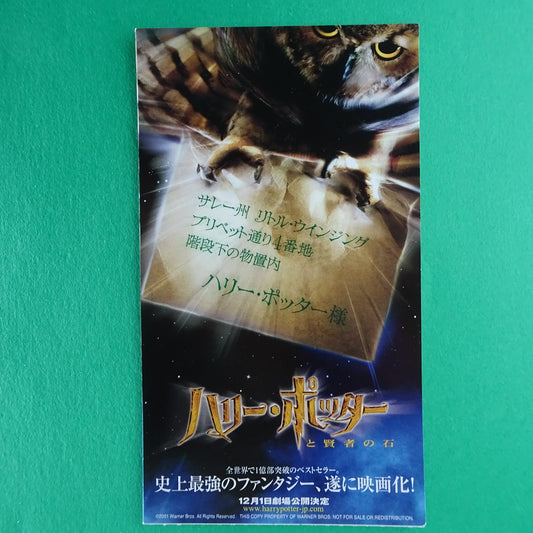 サレー州 リトル・ウインジング
プリベット通り4番地
階段下の物置内
ハリー・ポッター様
ハリー・ポッター
と賢者の石
全世界で1億部突破のベストセラー。
史上最強のファンタジー、遂に映画化!
12月1日劇場公開決定
www.harrypotter-jp.com
©2001 Warner Bros. All Rights Reserved. THIS COPY PROPERTY OF WARNER BROS. NOT FOR SALE OR REDISTRIBUTION.